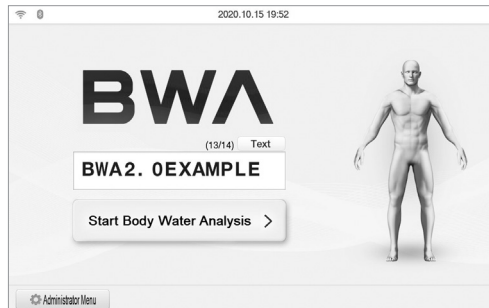 2020.10.15 19:52
BWA
(13/14) Text
BWA2. 0EXAMPLE
Start Body Water Analysis
Administrator Menu